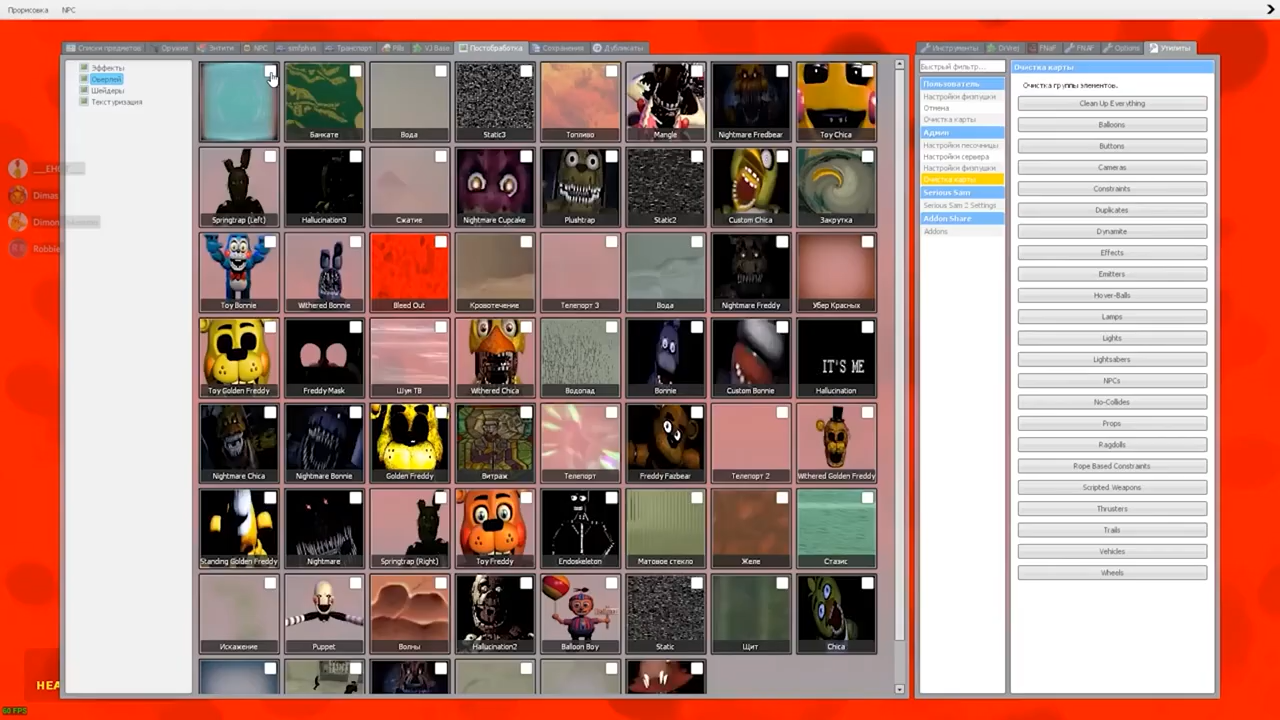 Прорисовка NPC
Списки предметов Оружие Энтити NPC simfphys Транспорт Pills VJ Base Постобработка Сохранения Дубликаты
Инструменты DrVrej FNaF FNAF Options Утилиты
Эффекты
Оверлей
Шейдеры
Текстуризация
Банкате Вода Static3 Топливо Mangle Nightmare Fredbear Toy Chica
Springtrap (Left) Hallucination3 Сжатие Nightmare Cupcake Plushtrap Static2 Custom Chica Закрутка
Toy Bonnie Withered Bonnie Bleed Out Кровотечение Телепорт 3 Вода Nightmare Freddy Убер Красных
Toy Golden Freddy Freddy Mask Шум ТВ Withered Chica Водопад Bonnie Custom Bonnie Hallucination
IT'S ME
Nightmare Chica Nightmare Bonnie Golden Freddy Витраж Телепорт Freddy Fazbear Телепорт 2 Withered Golden Freddy
Standing Golden Freddy Nightmare Springtrap (Right) Toy Freddy Endoskeleton Матовое стекло Желе Стазис
Искажение Puppet Волны Hallucination2 Balloon Boy Static Щит Chica
Dimas
Robbie
HEA
60 FPS
Быстрый фильтр...
Пользователь
Настройки физпушки
Отмена
Очистка карты
Админ
Настройки песочницы
Настройки сервера
Настройки физпушки
Очистка карты
Serious Sam
Serious Sam 2 Settings
Addon Share
Addons
Очистка карты
Очистка группы элементов.
Clean Up Everything
Balloons
Buttons
Cameras
Constraints
Duplicates
Dynamite
Effects
Emitters
Hover-Balls
Lamps
Lights
Lightsabers
NPCs
No-Collides
Props
Ragdolls
Rope Based Constraints
Scripted Weapons
Thrusters
Trails
Vehicles
Wheels